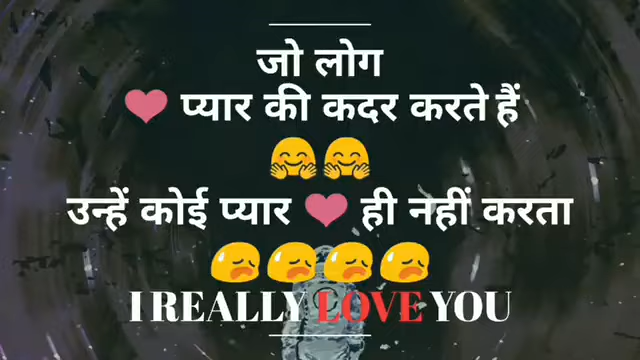 जो लोग
❤ प्यार की कदर करते हैं
🤗🤗
उन्हें कोई प्यार ❤ ही नहीं करता
😥😥😥😥
I REALLY LOVE YOU